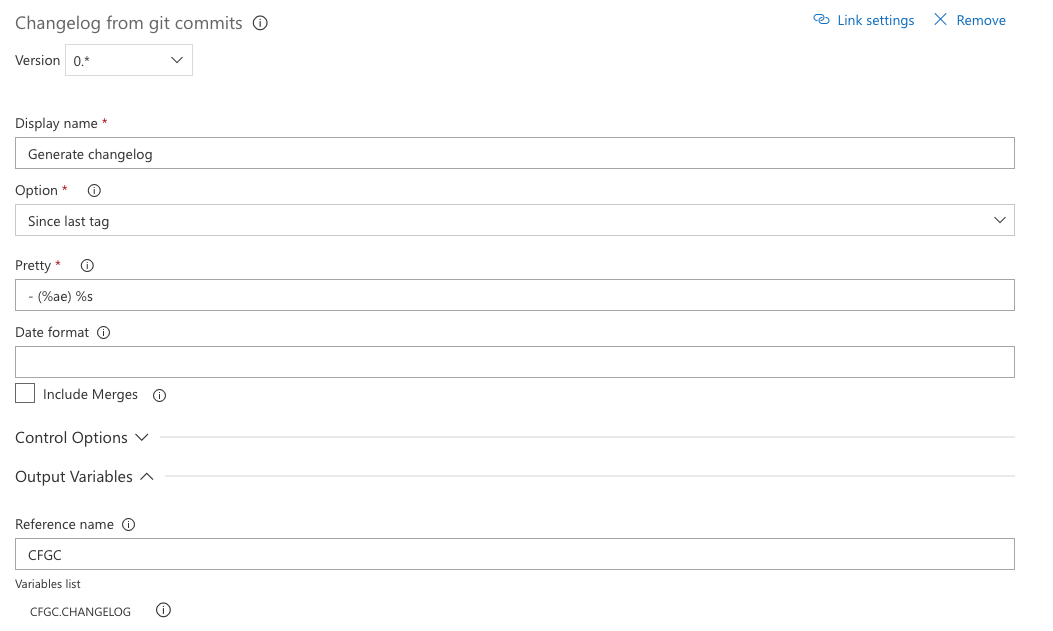 Changelog from git commits
Link settings
Remove
Version 0.*
Display name *
Generate changelog
Option *
Since last tag
Pretty *
- (%ae) %s
Date format
Include Merges
Control Options
Output Variables
Reference name
CFGC
Variables list
CFGC.CHANGELOG